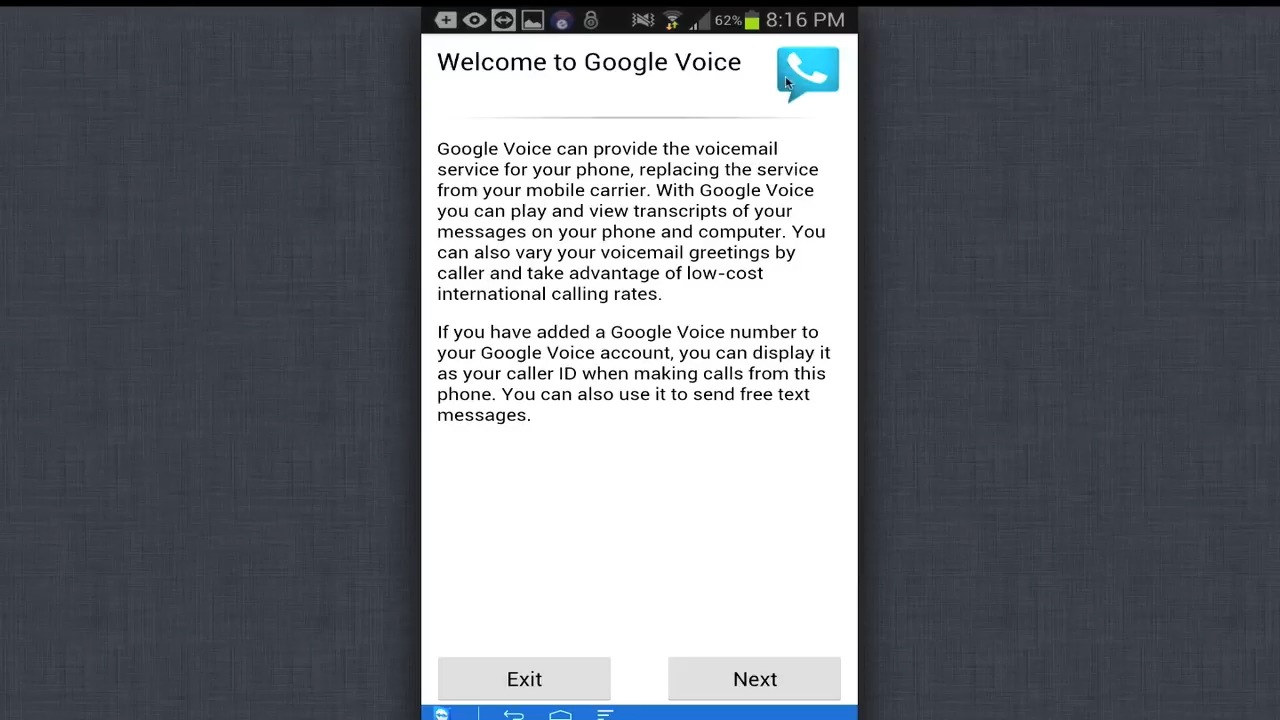 62% 8:16 PM
Welcome to Google Voice
Google Voice can provide the voicemail
service for your phone, replacing the service
from your mobile carrier. With Google Voice
you can play and view transcripts of your
messages on your phone and computer. You
can also vary your voicemail greetings by
caller and take advantage of low-cost
international calling rates.
If you have added a Google Voice number to
your Google Voice account, you can display it
as your caller ID when making calls from this
phone. You can also use it to send free text
messages.
Exit Next